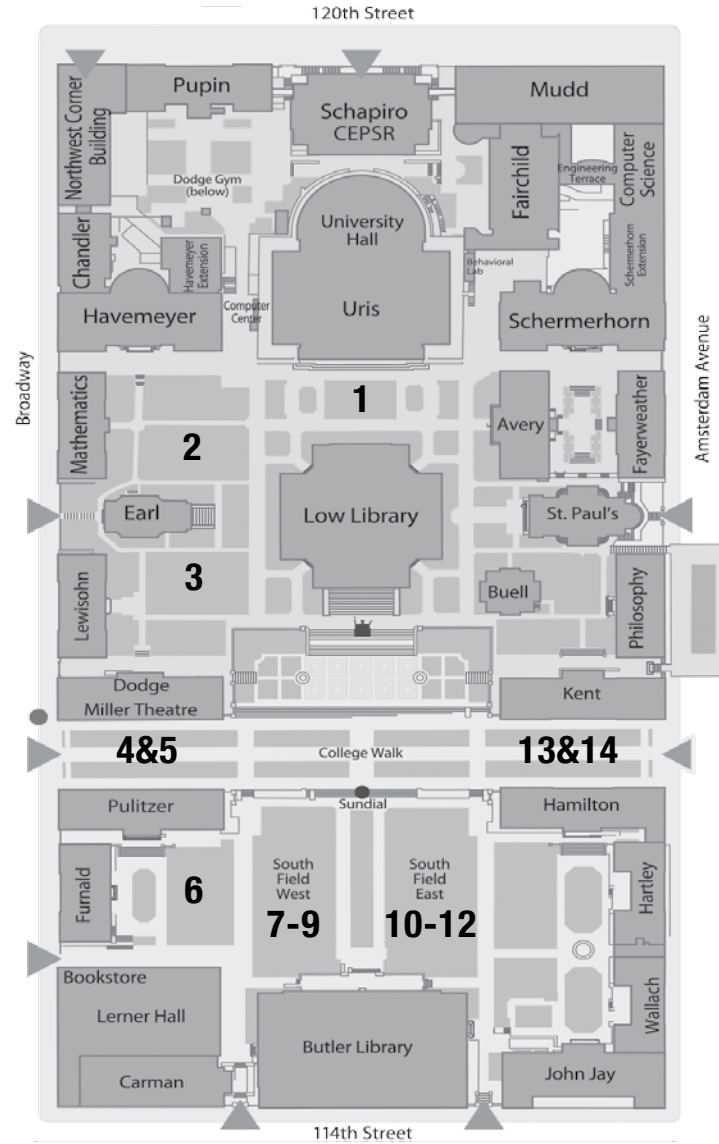 120th Street
Pupin
Schapiro
CEPSR
Mudd
Northwest Corner
Building
Dodge Gym
(below)
Fairchild
Engineering
Terrace
Computer
Science
University
Hall
Uris
Chandler
Havemeyer
Extension
Behavioral
Lab
Schermerhorn
Extension
Computer
Center
Havemeyer
Schermerhorn
Broadway
Amsterdam Avenue
1
Mathematics
2
Avery
Fayerweather
Earl
Low Library
St. Paul's
3
Lewisohn
Buell
Philosophy
Dodge
Miller Theatre
Kent
4&5
College Walk
13&14
Pulitzer
Sundial
Hamilton
Furnald
6
South
Field
West
7-9
South
Field
East
10-12
Hartley
Bookstore
Lerner Hall
Butler Library
Wallach
Carman
John Jay
114th Street